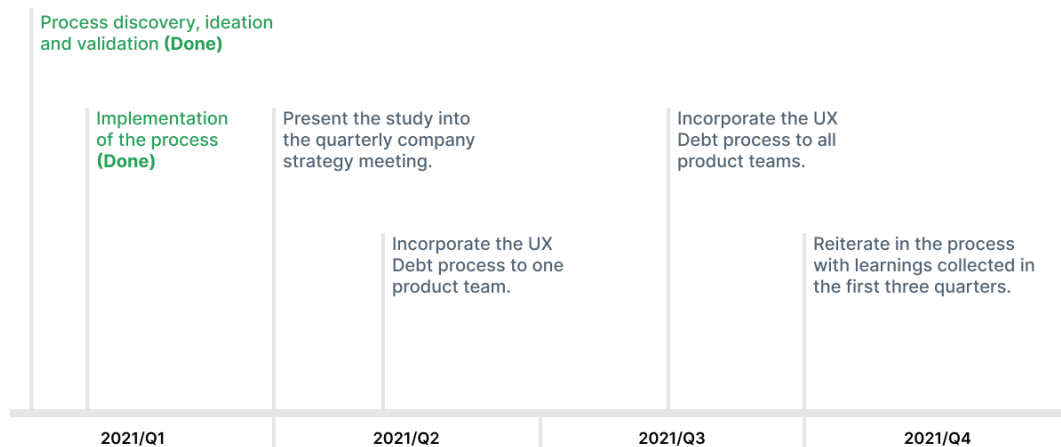 Process discovery, ideation
and validation (Done)
Implementation
of the process
(Done)
Present the study into
the quarterly company
strategy meeting.
Incorporate the UX
Debt process to one
product team.
Incorporate the UX
Debt process to all
product teams.
Reiterate in the process
with learnings collected in
the first three quarters.
2021/Q1
2021/Q2
2021/Q3
2021/Q4